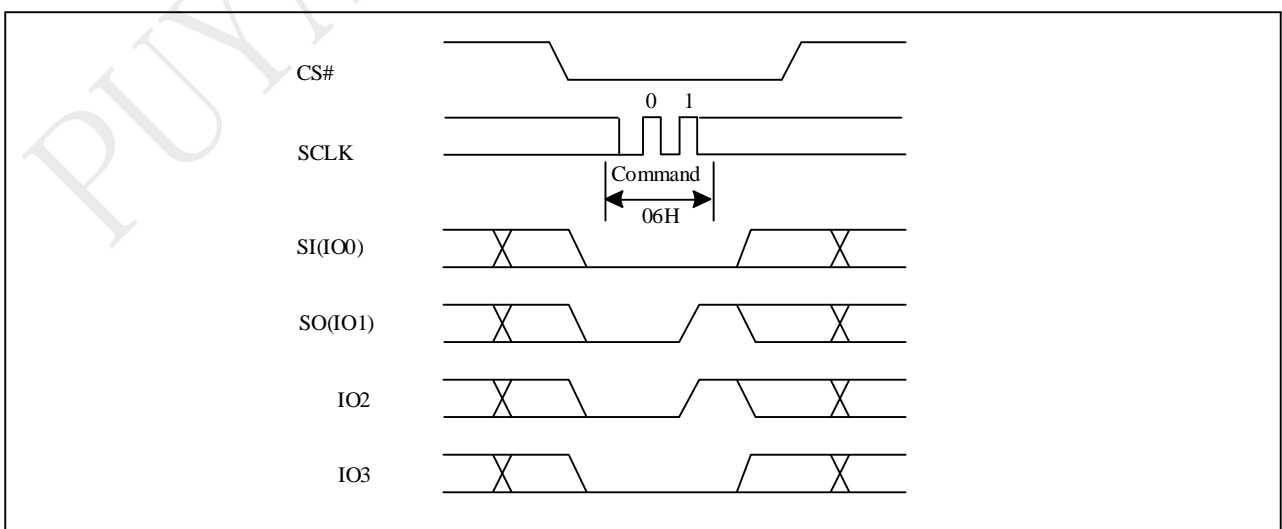 CS#
0 1
SCLK
Command
06H
SI(IO0)
SO(IO1)
IO2
IO3